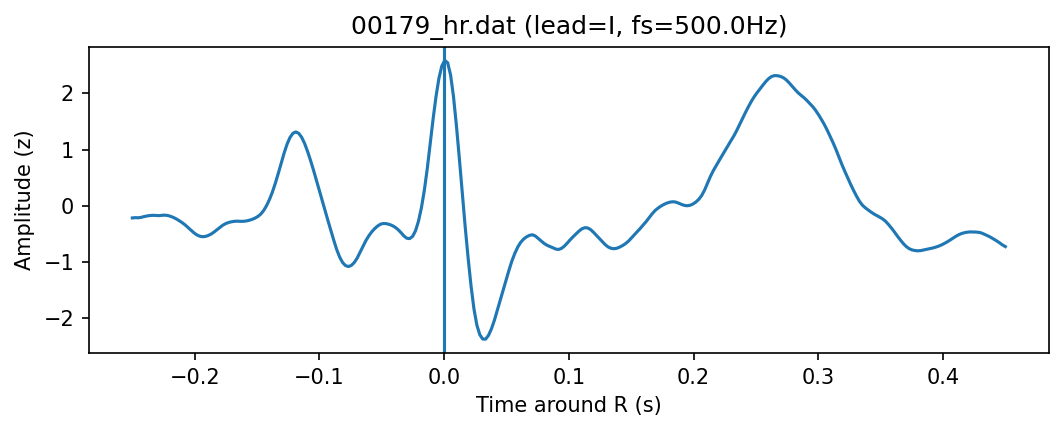 00179_hr.dat (lead=I, fs=500.0Hz)
Amplitude (z)
2
1
0
−1
−2
−0.2 −0.1 0.0 0.1 0.2 0.3 0.4
Time around R (s)